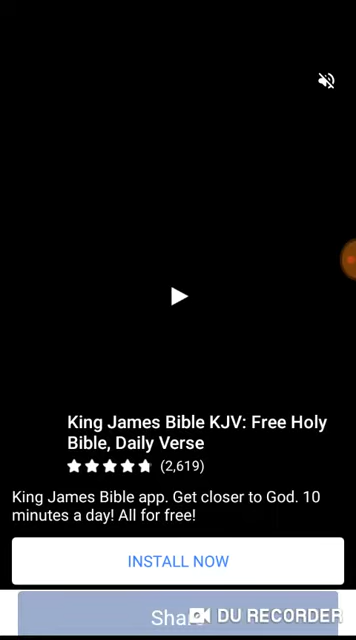 King James Bible KJV: Free Holy
Bible, Daily Verse
(2,619)
King James Bible app. Get closer to God. 10
minutes a day! All for free!
INSTALL NOW
DU RECORDER